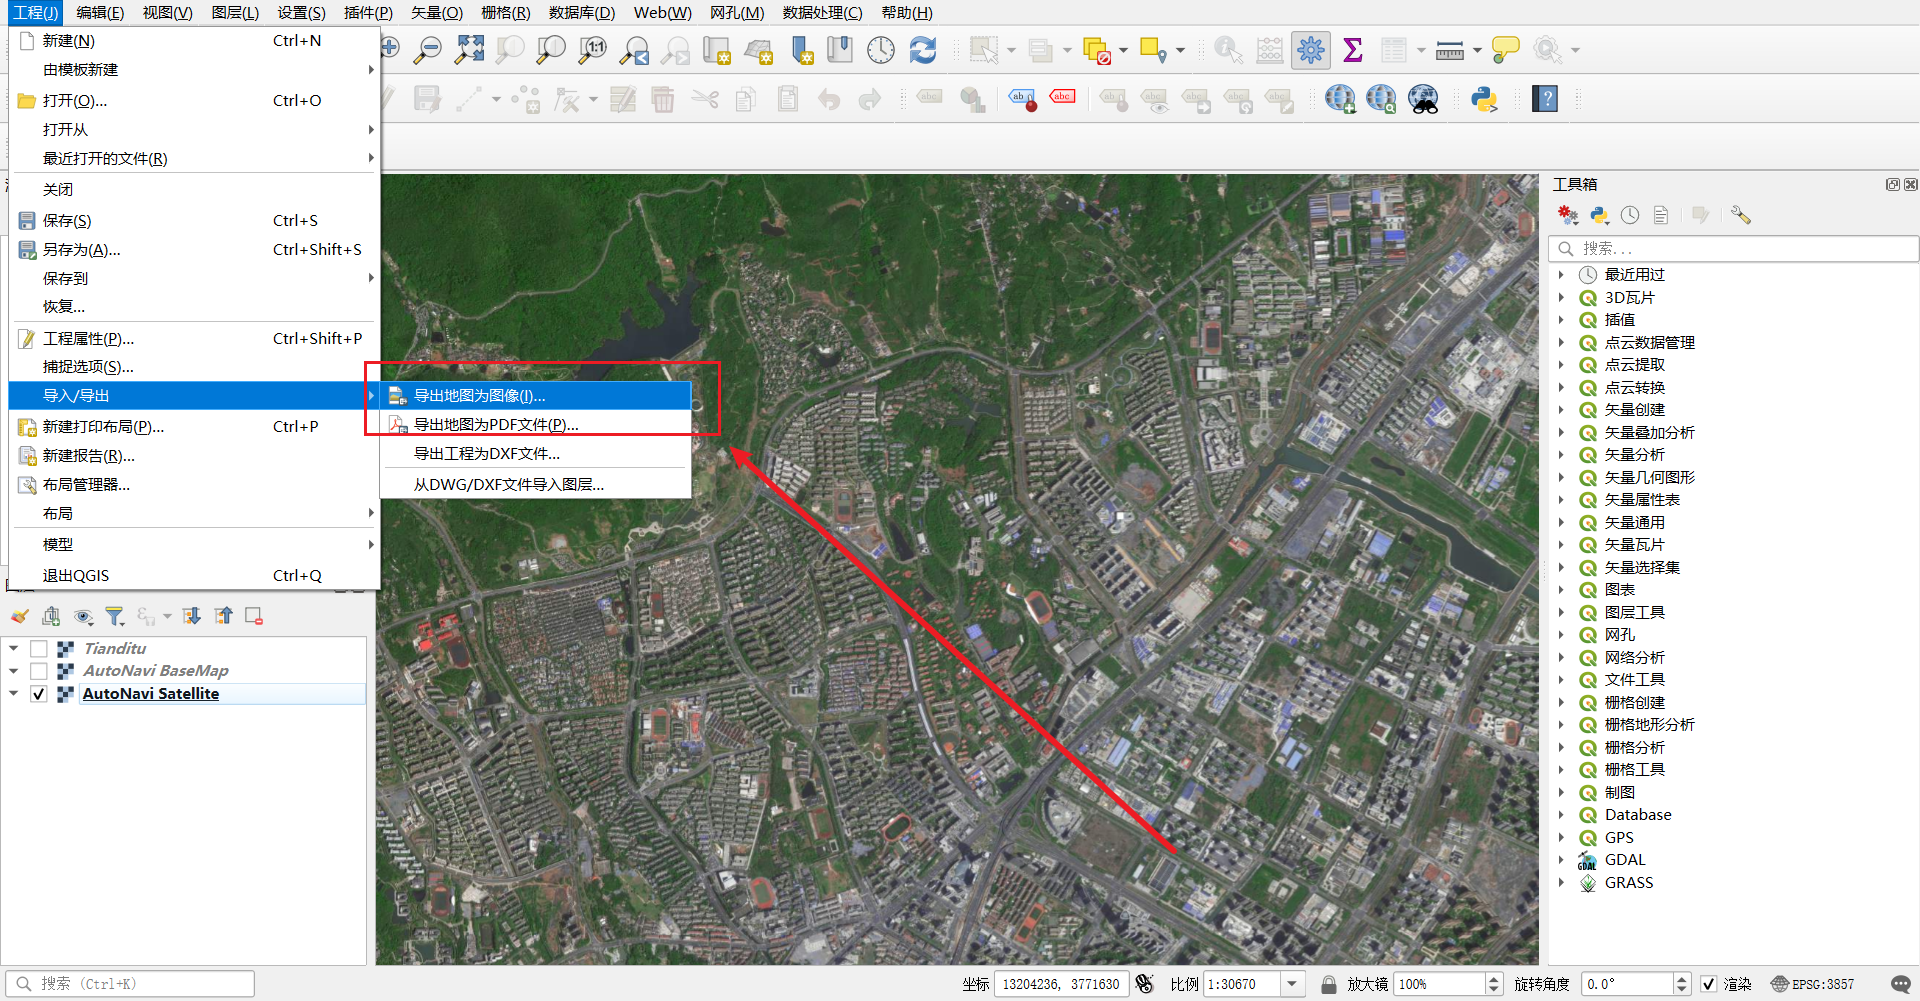 工程(J) 编辑(E) 视图(V) 图层(L) 设置(S) 插件(P) 矢量(O) 栅格(R) 数据库(D) Web(W) 网孔(M) 数据处理(C) 帮助(H)
新建(N) Ctrl+N
由模板新建
打开(O)... Ctrl+O
打开从
最近打开的文件(R)
关闭
保存(S) Ctrl+S
另存为(A)... Ctrl+Shift+S
保存到
恢复...
工程属性(P)... Ctrl+Shift+P
捕捉选项(S)...
导入/导出
新建打印布局(P)... Ctrl+P
新建报告(R)...
布局管理器...
布局
模型
退出QGIS Ctrl+Q
导出地图为图像(I)...
导出地图为PDF文件(P)...
导出工程为DXF文件...
从DWG/DXF文件导入图层...
1:1
abc
ab
abc
Tianditu
AutoNavi BaseMap
AutoNavi Satellite
工具箱
搜索...
最近用过
3D瓦片
插值
点云数据管理
点云提取
点云转换
矢量创建
矢量叠加分析
矢量分析
矢量几何图形
矢量属性表
矢量通用
矢量瓦片
矢量选择集
图表
图层工具
网孔
网络分析
文件工具
栅格创建
栅格地形分析
栅格分析
栅格工具
制图
Database
GPS
GDAL
GRASS
搜索 (Ctrl+K)
坐标 13204236, 3771630 比例 1:30670 放大镜 100% 旋转角度 0.0° 渲染 EPSG:3857